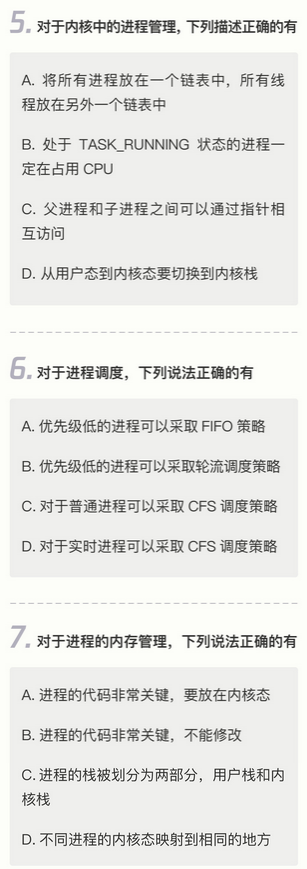 5. 对于内核中的进程管理, 下列描述正确的有
A. 将所有进程放在一个链表中，所有线
程放在另外一个链表中
B. 处于 TASK_RUNNING 状态的进程一
定在占用 CPU
C. 父进程和子进程之间可以通过指针相
互访问
D. 从用户态到内核态要切换到内核栈
6. 对于进程调度，下列说法正确的有
A. 优先级低的进程可以采取 FIFO 策略
B. 优先级低的进程可以采取轮流调度策略
C. 对于普通进程可以采取 CFS 调度策略
D. 对于实时进程可以采取 CFS 调度策略
7. 对于进程的内存管理，下列说法正确的有
A. 进程的代码非常关键，要放在内核态
B. 进程的代码非常关键，不能修改
C. 进程的栈被划分为两部分，用户栈和内
核栈
D. 不同进程的内核态映射到相同的地方